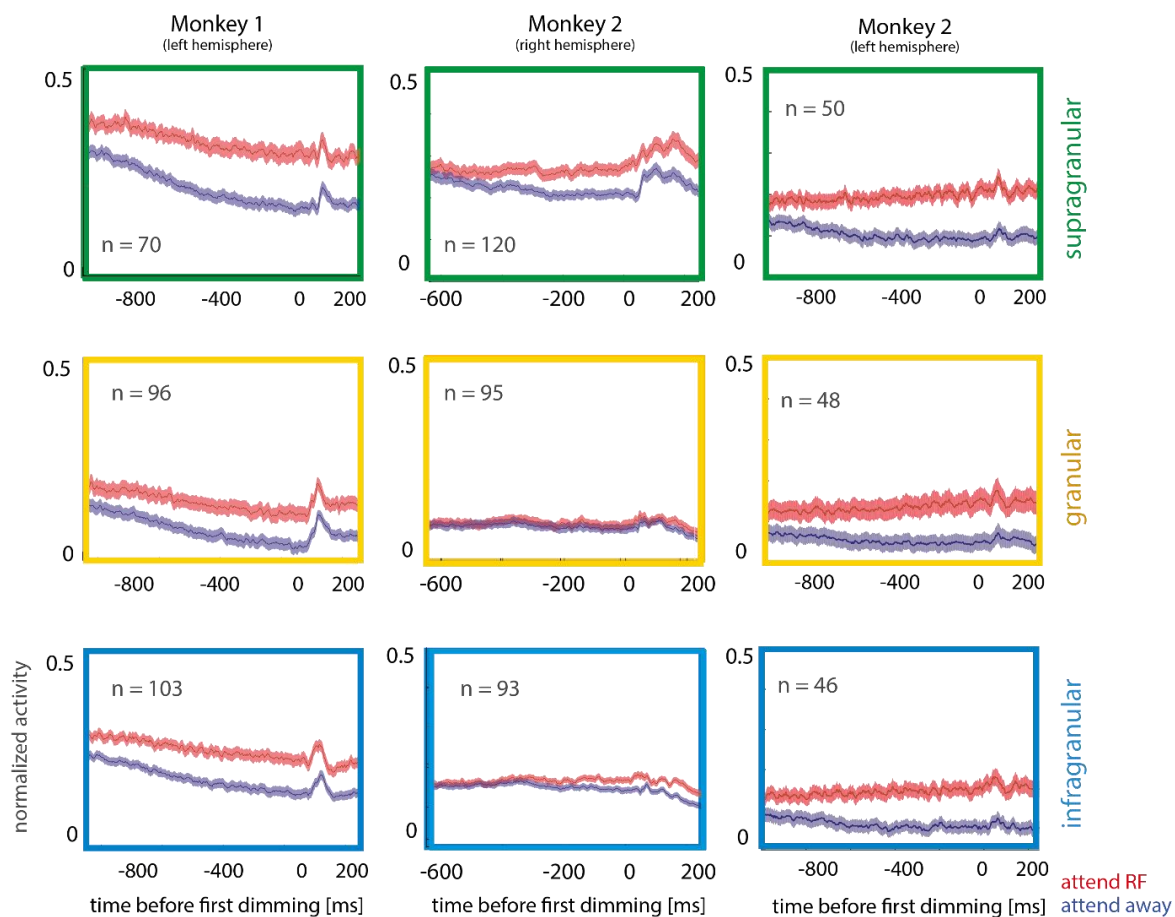 Monkey 1
(left hemisphere)
Monkey 2
(right hemisphere)
Monkey 2
(left hemisphere)
0.5
n = 70
0
-800 -400 0 200
0.5
n = 120
0
-600 -400 -200 0 200
0.5
n = 50
0
-800 -400 0 200
supragranular
0.5
n = 96
0
-800 -400 0 200
0.5
n = 95
0
-600 -400 -200 0 200
0.5
n = 48
0
-800 -400 0 200
granular
normalized activity
0.5
n = 103
0
-800 -400 0 200
time before first dimming [ms]
0.5
n = 93
0
-600 -400 -200 0 200
time before first dimming [ms]
0.5
n = 46
0
-800 -400 0 200
time before first dimming [ms]
infragranular
attend RF
attend away